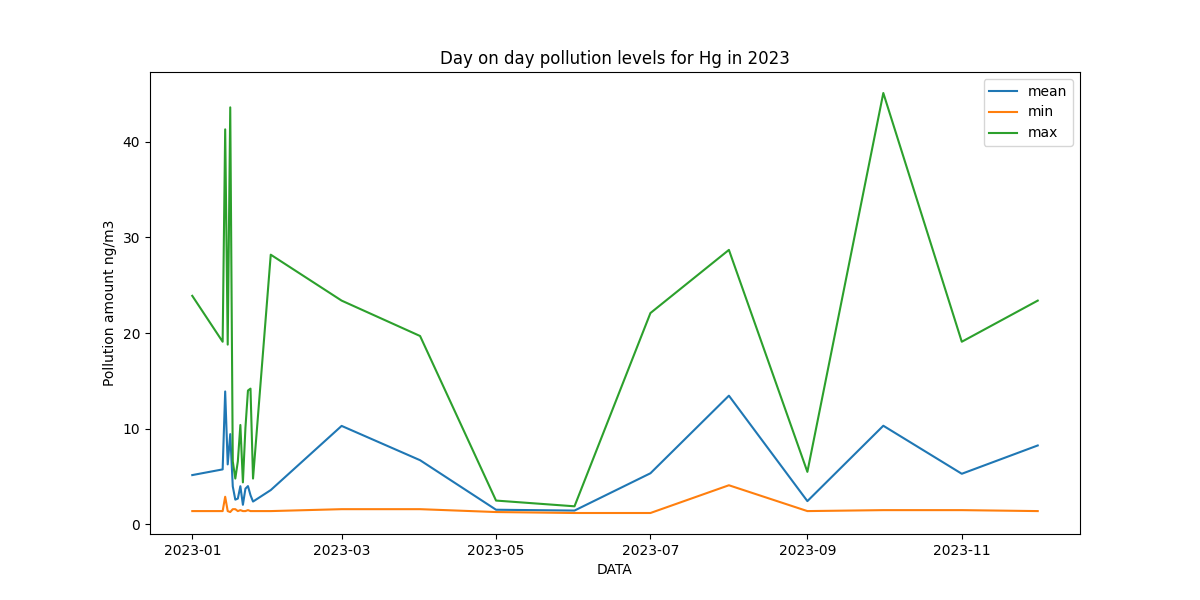 Day on day pollution levels for Hg in 2023
mean
min
max
Pollution amount ng/m3
40
30
20
10
0
2023-01 2023-03 2023-05 2023-07 2023-09 2023-11
DATA